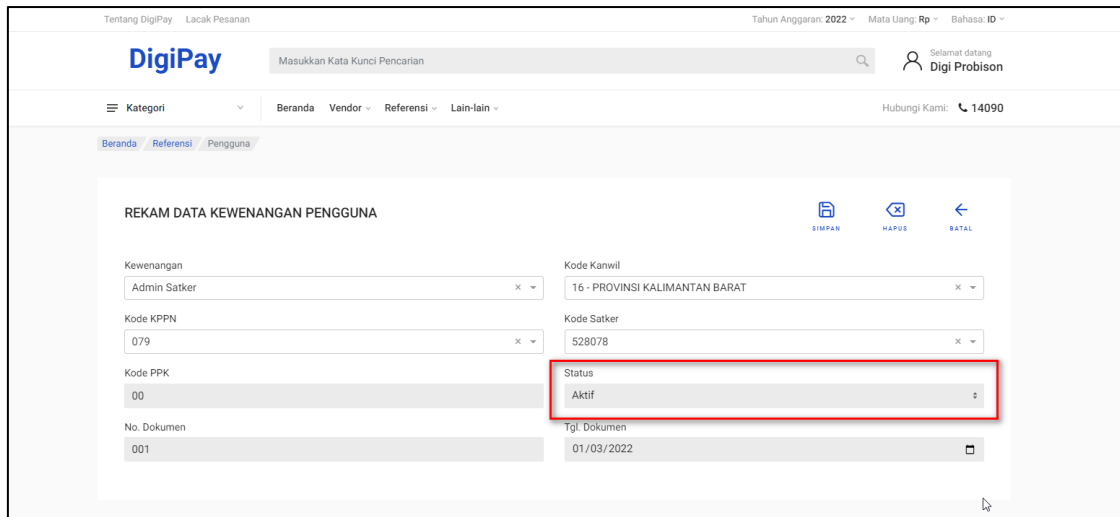 Tentang DigiPay Lacak Pesanan Tahun Anggaran: 2022 Mata Uang: Rp Bahasa: ID
DigiPay Masukkan Kata Kunci Pencarian Selamat datang
Digi Probison
Kategori Beranda Vendor Referensi Lain-lain Hubungi Kami: 14090
Beranda / Referensi / Pengguna
REKAM DATA KEWENANGAN PENGGUNA
SIMPAN HAPUS BATAL
Kewenangan Kode Kanwil
Admin Satker 16 - PROVINSI KALIMANTAN BARAT
Kode KPPN Kode Satker
079 528078
Kode PPK Status
00 Aktif
No. Dokumen Tgl. Dokumen
001 01/03/2022